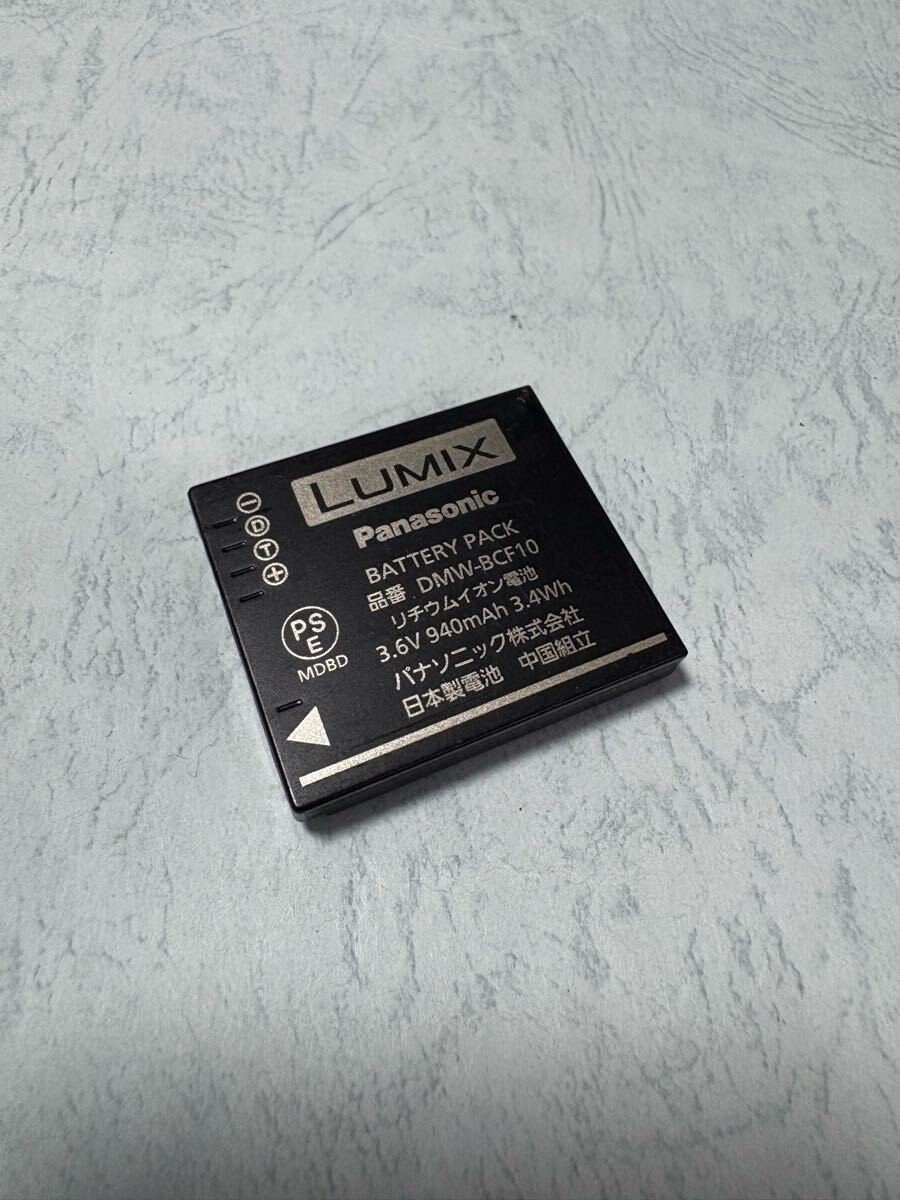 LUMIX
Panasonic
BATTERY PACK
品番 DMW-BCF10
リチウムイオン電池
3.6V 940mAh 3.4Wh
パナソニック株式会社
日本製電池 中国組立
−
D
T
+
PS
E
MDBD